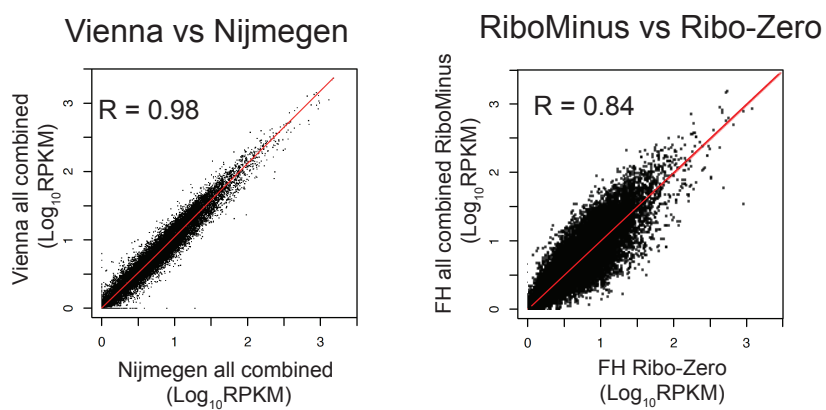 Vienna vs Nijmegen
R = 0.98
Vienna all combined
(Log₁₀RPKM)
3
2
1
0
0 1 2 3
Nijmegen all combined
(Log₁₀RPKM)
RiboMinus vs Ribo-Zero
R = 0.84
FH all combined RiboMinus
(Log₁₀RPKM)
3
2
1
0
0 1 2 3
FH Ribo-Zero
(Log₁₀RPKM)